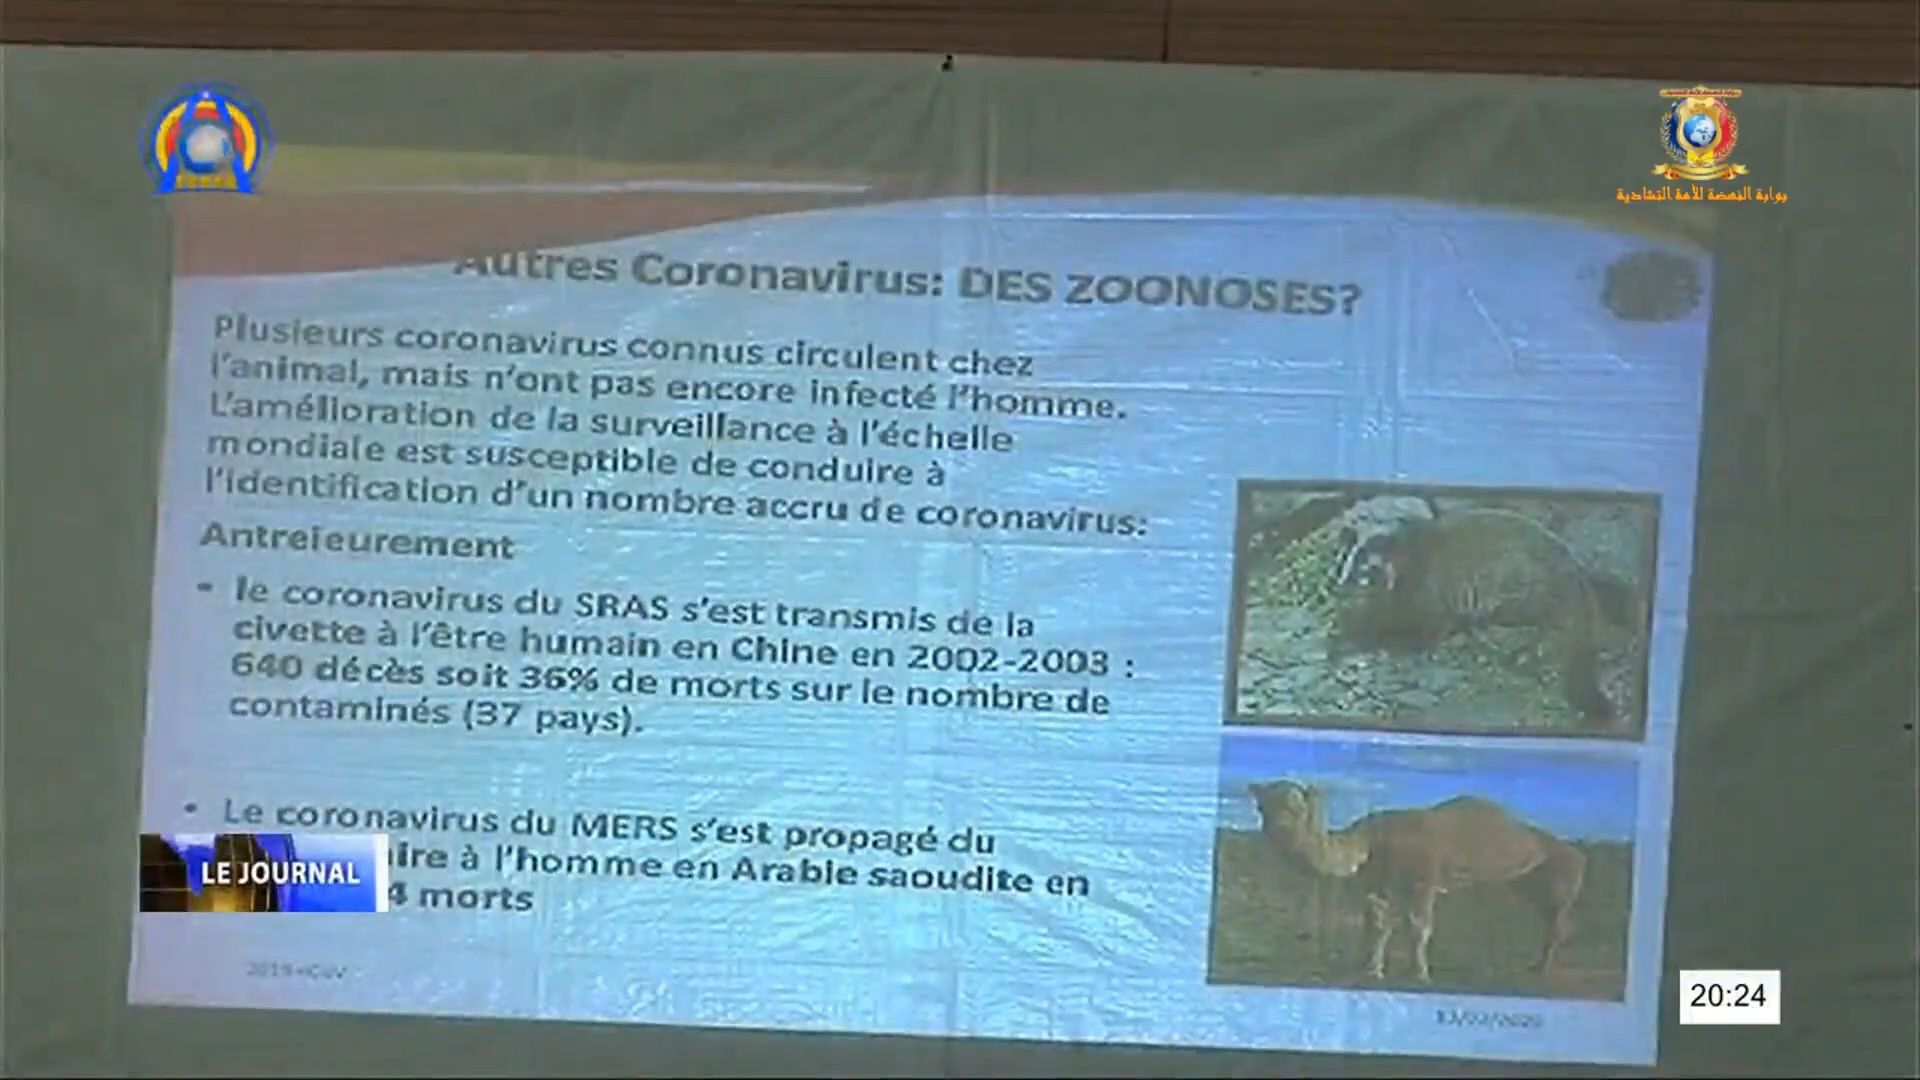 بوابة النهضة للأمة التشادية
Autres Coronavirus: DES ZOONOSES?
Plusieurs coronavirus connus circulent chez
l'animal, mais n'ont pas encore infecté l'homme.
L'amélioration de la surveillance à l'échelle
mondiale est susceptible de conduire à
l'identification d'un nombre accru de coronavirus:
Antreieurement
• le coronavirus du SRAS s'est transmis de la
civette à l'être humain en Chine en 2002-2003 :
640 décès soit 36% de morts sur le nombre de
contaminés (37 pays).
• Le coronavirus du MERS s'est propagé du
ire à l'homme en Arabie saoudite en
4 morts
LE JOURNAL
20:24